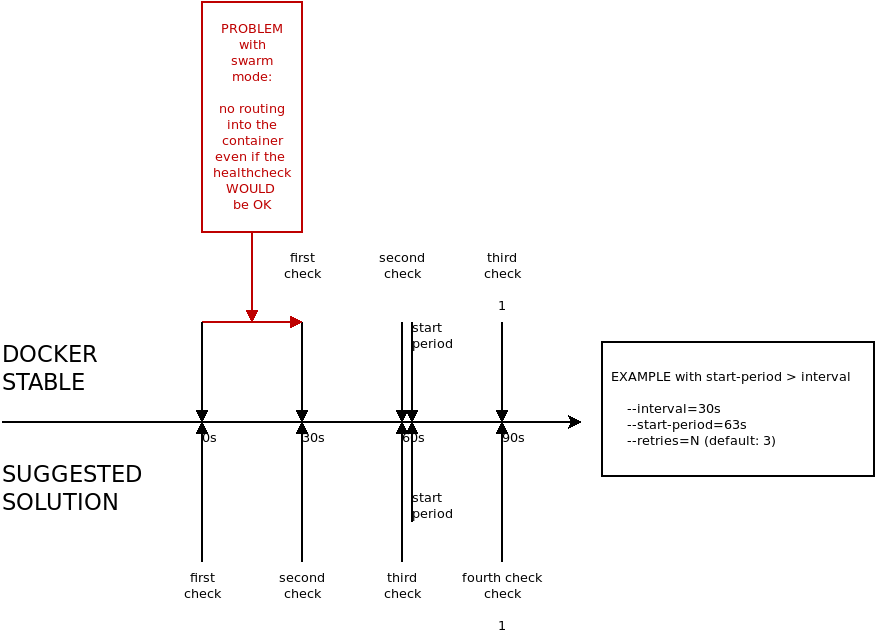 PROBLEM
with
swarm
mode:
no routing
into the
container
even if the
healthcheck
WOULD
be OK
first
check
second
check
third
check
1
start
period
DOCKER
STABLE
0s
30s
60s
90s
EXAMPLE with start-period > interval
--interval=30s
--start-period=63s
--retries=N (default: 3)
SUGGESTED
SOLUTION
start
period
first
check
second
check
third
check
fourth check
check
1